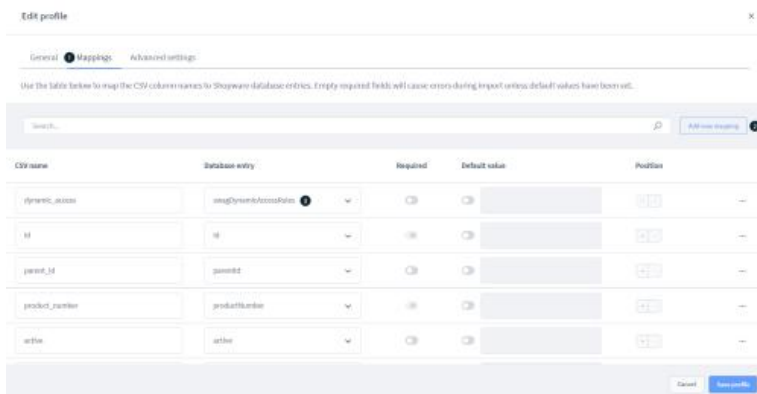 Edit profile
×
General 1 Mappings Advanced settings
Use the table below to map the CSV column names to Shopware database entries. Empty required fields will cause errors during import unless default values have been set.
Search...
Add new mapping 2
CSV name Database entry Required Default value Position
dynamic_access swagDynamicAccessRules 3
id id
parent_id parentId
product_number productNumber
active active
Cancel Save profile